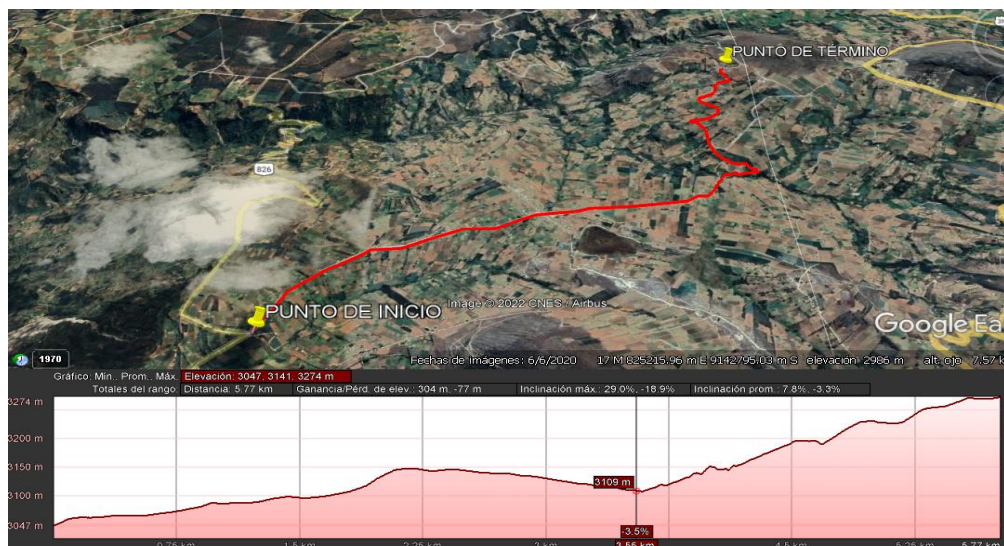 PUNTO DE TÉRMINO
826
PUNTO DE INICIO
Image © 2022 CNES / Airbus
Google Ea
1970
Fechas de imágenes: 6/6/2020 17 M 825215.96 m E 9142795.03 m S elevación 2986 m alt. ojo 7.57 k
Gráfico: Mín., Prom., Máx. Elevación: 3047, 3141, 3274 m
Totales del rango: Distancia: 5.77 km Ganancia/Pérd. de elev.: 304 m, -77 m Inclinación máx.: 29.0%, -18.9% Inclinación prom.: 7.8%, -3.3%
3274 m
3200 m
3150 m
3109 m
3100 m
3047 m
-3.5%
0.75 km 1.5 km 2.25 km 3 km 3.55 km 4.5 km 5.25 km 5.77 km